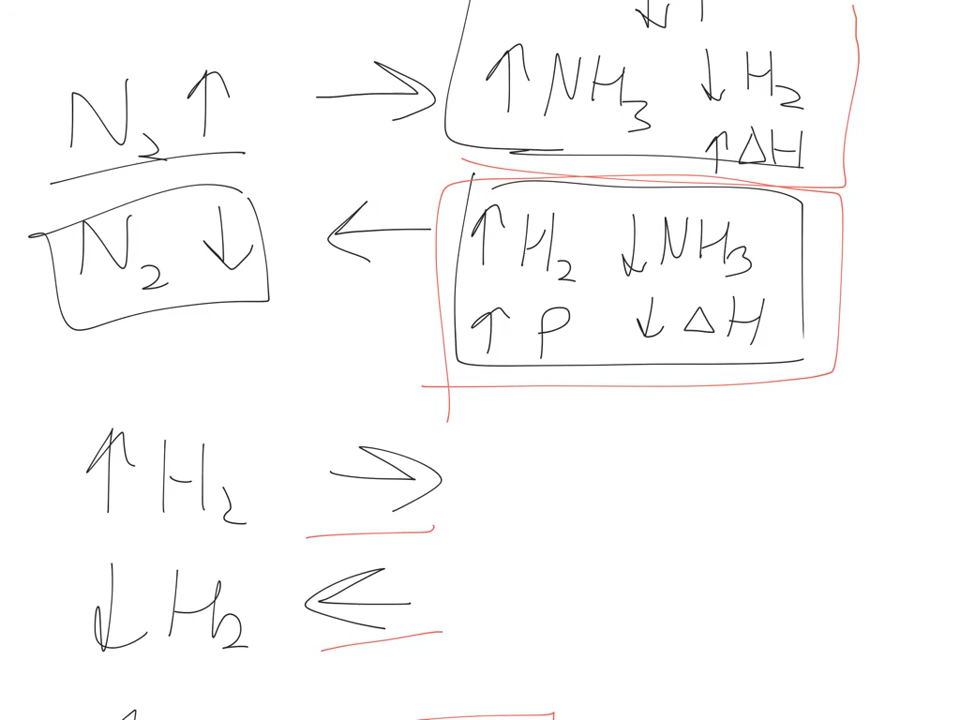 N₂ ↑ → ↑ NH₃ ↓ H₂
↑ ΔH
N₂ ↓ ← ↑ H₂ ↓ NH₃
↑ P ↓ ΔH
↑ H₂ →
↓ H₂ ←